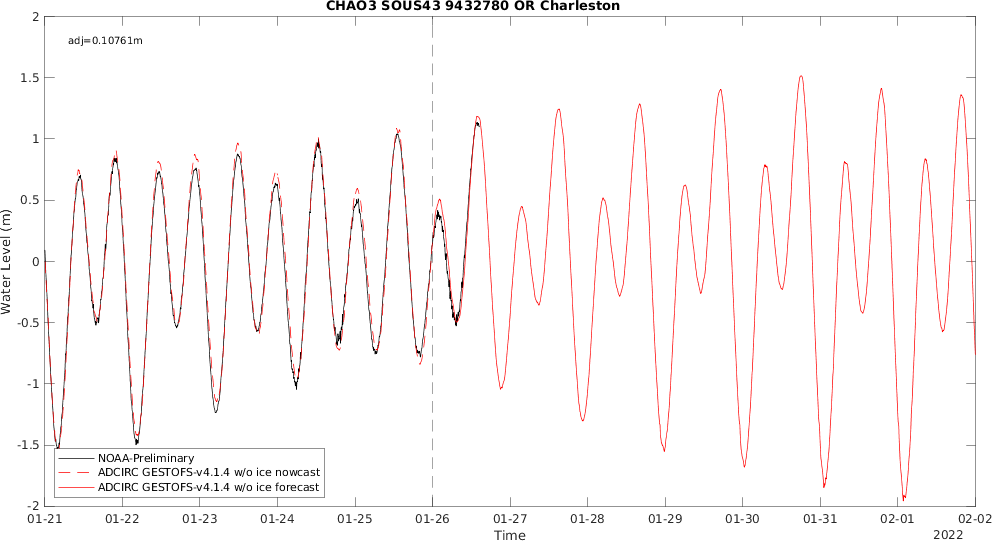 CHAO3 SOUS43 9432780 OR Charleston
adj=0.10761m
2
1.5
1
0.5
0
-0.5
-1
-1.5
-2
Water Level (m)
NOAA-Preliminary
ADCIRC GESTOFS-v4.1.4 w/o ice nowcast
ADCIRC GESTOFS-v4.1.4 w/o ice forecast
01-21 01-22 01-23 01-24 01-25 01-26 01-27 01-28 01-29 01-30 01-31 02-01 02-02
Time
2022